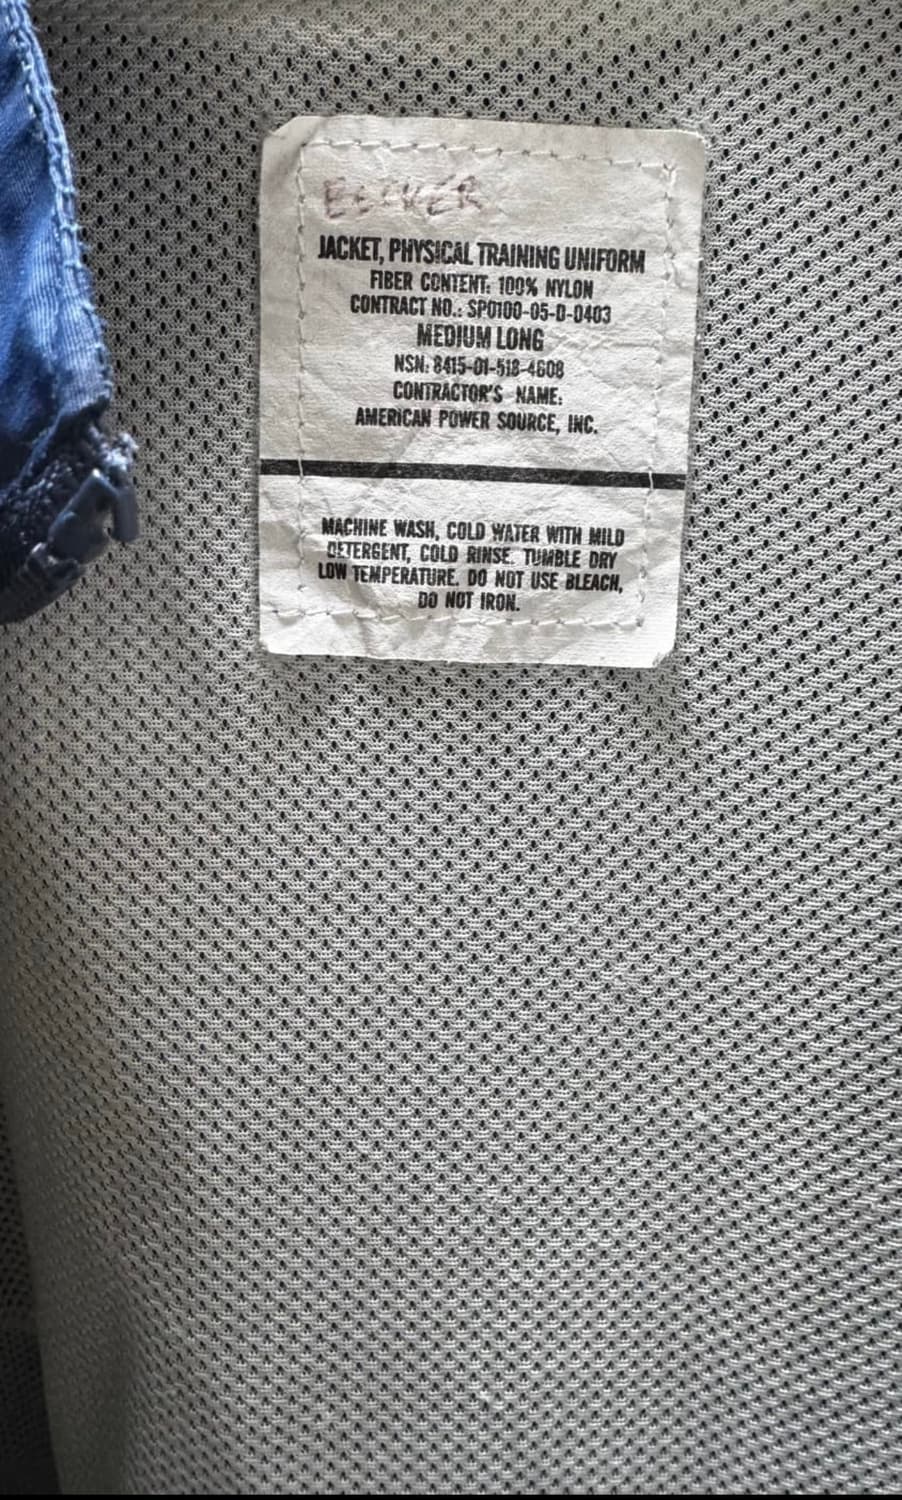 BECKER
JACKET, PHYSICAL TRAINING UNIFORM
FIBER CONTENT: 100% NYLON
CONTRACT NO.: SP0100-05-D-0403
MEDIUM LONG
NSN: 8415-01-518-4608
CONTRACTOR'S NAME:
AMERICAN POWER SOURCE, INC.
MACHINE WASH, COLD WATER WITH MILD
DETERGENT, COLD RINSE. TUMBLE DRY
LOW TEMPERATURE. DO NOT USE BLEACH,
DO NOT IRON.